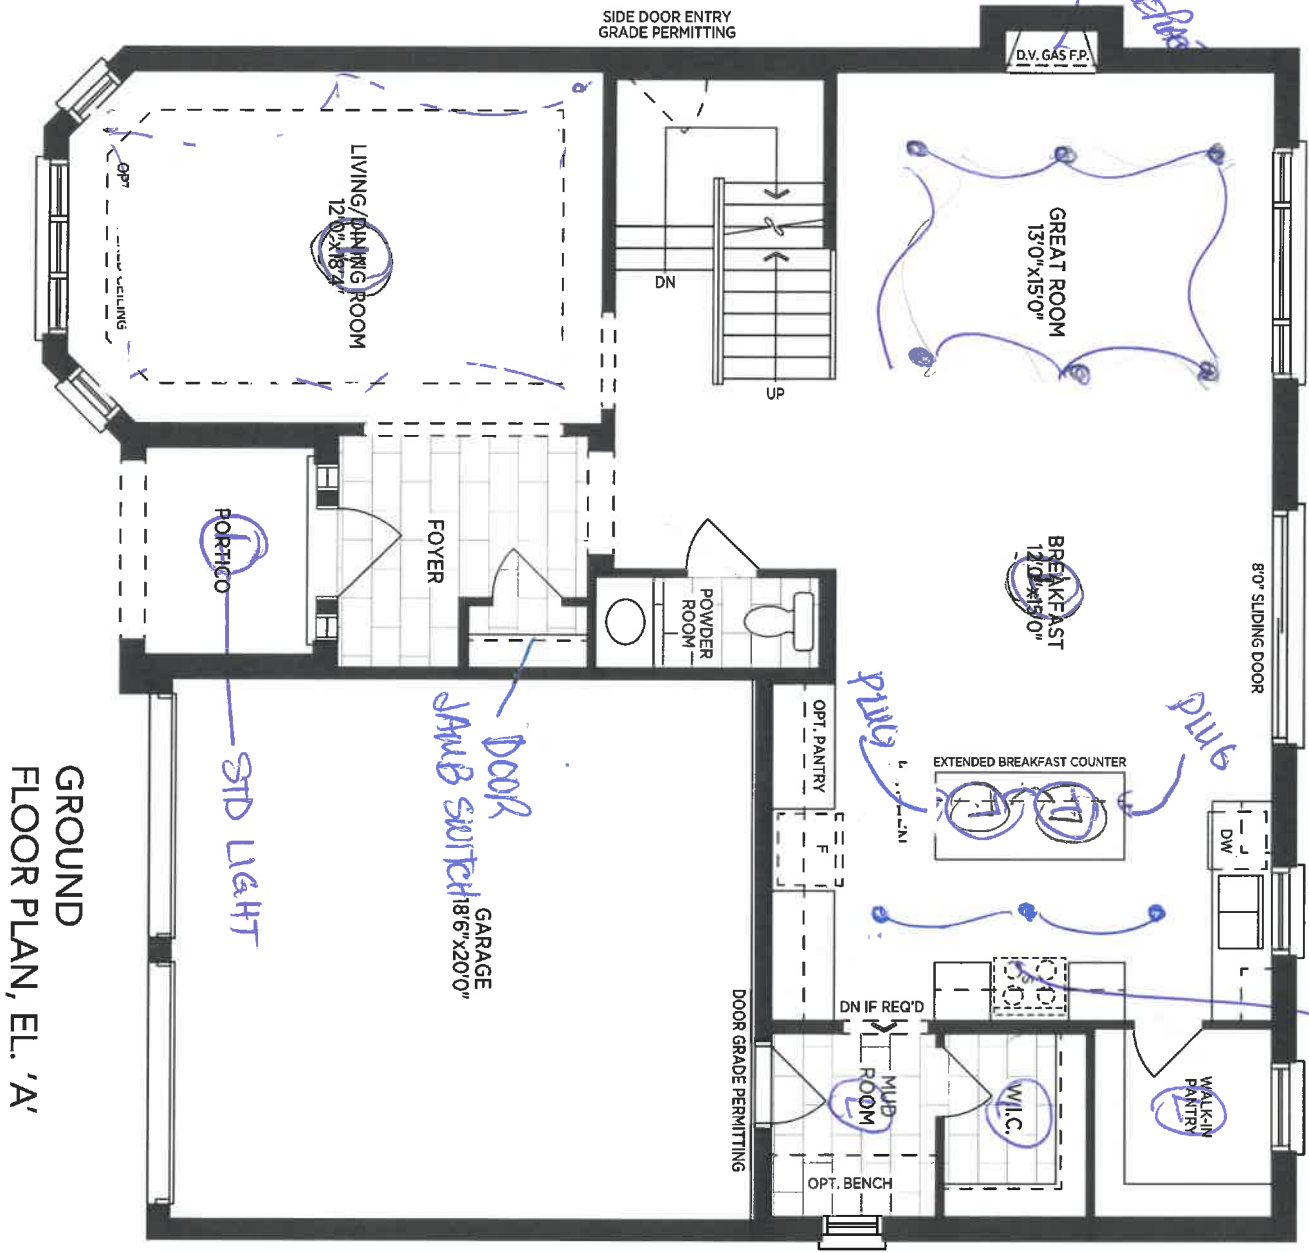 SIDE DOOR ENTRY
GRADE PERMITTING
D.V. GAS F.P.
LIVING/DINING ROOM
12'0"x18'4"
OPT
CEILING
GREAT ROOM
13'0"x15'0"
DN
UP
L
BREAKFAST
12'0"x15'0"
L
8'0" SLIDING DOOR
PORTICO
L
FOYER
POWDER
ROOM
STD LIGHT
DOOR
JAMB SWITCH
GARAGE
18'6"x20'0"
OPT. PANTRY
PLUG
PLUG
EXTENDED BREAKFAST COUNTER
L
L
F
DW
S
DN IF REQ'D
DOOR GRADE PERMITTING
MUD
ROOM
L
W.I.C.
L
WALK-IN
PANTRY
L
OPT. BENCH
GROUND
FLOOR PLAN, EL. 'A'